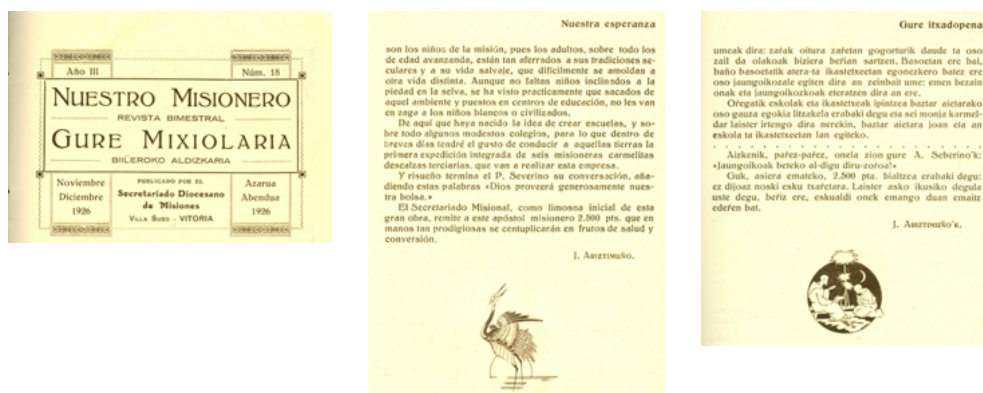 Año III
Núm. 18
NUESTRO MISIONERO
REVISTA BIMESTRAL
GURE MIXIOLARIA
BIILEROKO ALDIZKARIA
Noviembre
Diciembre
1926
PUBLICADO POR EL
Secretariado Diocesano
de Misiones
VILLA SUSO - VITORIA
Azarua
Abendua
1926
Nuestra esperanza
son los niños de la misión, pues los adultos, sobre todo los
de edad avanzanda, están tan aferrados a sus tradiciones se-
culares y a su vida salvaje, que difícilmente se amoldan a
otra vida distinta. Aunque no faltan niños inclinados a la
piedad en la selva, se ha visto practicamente que sacados de
aquel ambiente y puestos en centros de educación, no les van
en zaga a los niños blancos o civilizados.
De aquí que haya nacido la idea de crear escuelas, y so-
bre todo algunos modestos colegios, para lo que dentro de
breves días tendré el gusto de conducir a aquellas tierras la
primera expedición integrada de seis misioneras carmelitas
descalzas terciarias, que van a realizar esta empresa.
Y risueño termina el P. Severino su conversación, aña-
diendo estas palabras «Dios proveerá generosamente nues-
tra bolsa.»
El Secretariado Misional, como limosna inicial de esta
gran obra, remite a este apóstol misionero 2.500 pts. que en
manos tan prodigiosas se centuplicarán en frutos de salud y
conversión.
J. ARIZTIMUÑO.
Gure itxadopena
umeak dira: zaŕak oitura zaŕetan gogorturik daude ta oso
zail da olakoak biziera beŕian sartzen. Basoetan ere bai,
baño basoetatik atera-ta ikastetxeetan egonezkero batez ere
oso jaungoikozale egiten dira an zeinbait ume: emen bezain
onak eta jaungoikozkoak eteratzen dira an ere.
Oŕegatik eskolak eta ikastetxeak ipintzea baztar aietarako
oso gauza egokia litzakela erabaki degu eta sei monja karmel-
dar laister irtengo dira nerekin, baztar aietara joan eta an
eskola ta ikastetxeetan lan egiteko.
Aizkenik, paŕez-paŕez, onela zion gure A. Seberino'k:
«Jaungoikoak beteko al-digu diru-zoŕoa!»
Guk, asiera emateko, 2.500 pta. bialtzea erabaki degu:
ez dijoaz noski esku txaŕetara. Laister asko ikusiko degula
uste degu, beŕiz ere, eskualdi onek emango duan emaitz
edeŕen bat.
J. ARIZTIMUÑO'K.